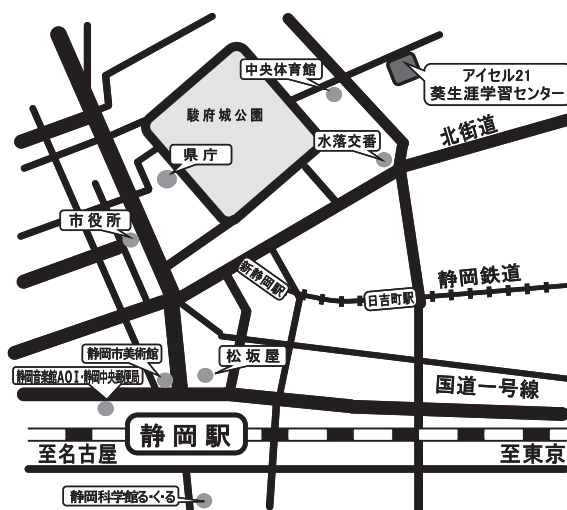 中央体育館
アイセル21
葵生涯学習センター
駿府城公園
水落交番
北街道
県庁
市役所
新静岡駅
日吉町駅
静岡鉄道
静岡市美術館
松坂屋
静岡音楽館AOI・静岡中央郵便局
国道一号線
静岡駅
至名古屋
至東京
静岡科学館る・く・る